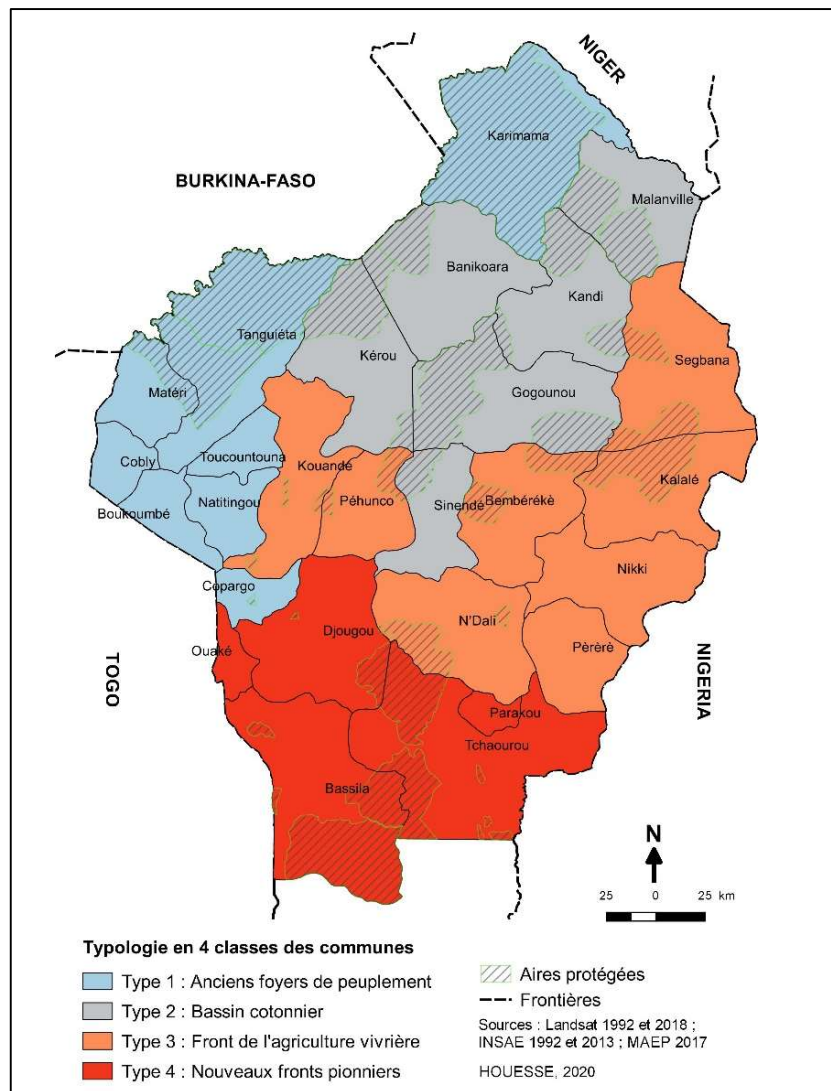 NIGER
Karimama
BURKINA-FASO
Malanville
Banikoara
Kandi
Tanguiéta
Kérou
Segbana
Matéri
Gogounou
Cobly
Toucountouna
Kouandé
Kalalé
Boukoumbé
Natitingou
Péhunco
Sinendé
Bembérékè
Nikki
Copargo
Djougou
N'Dali
Ouaké
Pèrèrè
TOGO
NIGERIA
Parakou
Tchaourou
Bassila
N
25 0 25 km
Typologie en 4 classes des communes
Type 1 : Anciens foyers de peuplement
Type 2 : Bassin cotonnier
Type 3 : Front de l'agriculture vivrière
Type 4 : Nouveaux fronts pionniers
Aires protégées
Frontières
Sources : Landsat 1992 et 2018 ;
INSAE 1992 et 2013 ; MAEP 2017
HOUESSE, 2020